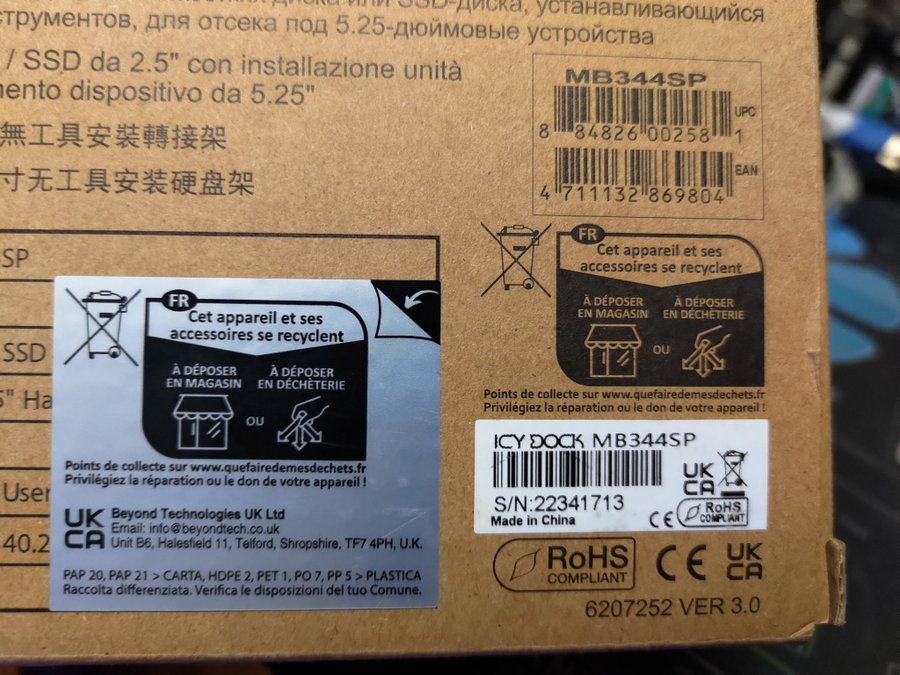 диска или SSD-диска, устанавливающийся
струментов, для отсека под 5.25-дюймовые устройства
/ SSD da 2.5" con installazione unità
mento dispositivo da 5.25"
無工具安裝轉接架
寸无工具安装硬盘架
MB344SP
UPC
8 84826 00258 1
EAN
4 711132 869804
SP
SSD
5" Ha
User
40.2
FR
Cet appareil et ses
accessoires se recyclent
À DÉPOSER
EN MAGASIN
OU
À DÉPOSER
EN DÉCHÈTERIE
Points de collecte sur www.quefairedemesdechets.fr
Privilégiez la réparation ou le don de votre appareil !
FR
Cet appareil et ses
accessoires se recyclent
À DÉPOSER
EN MAGASIN
OU
À DÉPOSER
EN DÉCHÈTERIE
Points de collecte sur www.quefairedemesdechets.fr
Privilégiez la réparation ou le don de votre appareil !
UK
CA
Beyond Technologies UK Ltd
Email: info@beyondtech.co.uk
Unit B6, Halesfield 11, Telford, Shropshire, TF7 4PH, U.K.
PAP 20, PAP 21 > CARTA, HDPE 2, PET 1, PO 7, PP 5 > PLASTICA
Raccolta differenziata. Verifica le disposizioni del tuo Comune.
ICY DOCK MB344SP
S/N:22341713
Made in China
UK
CA
CE
RoHS
COMPLIANT
RoHS
COMPLIANT
CE
UK
CA
6207252 VER 3.0